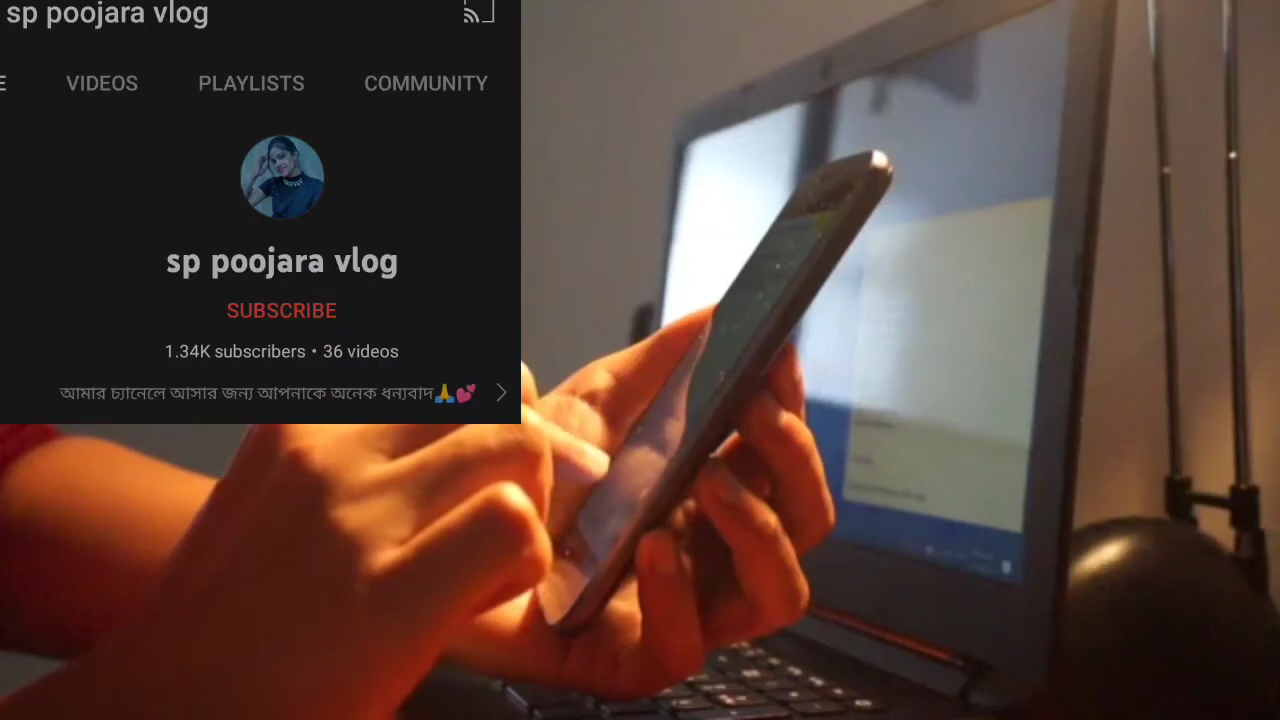 sp poojara vlog
E VIDEOS PLAYLISTS COMMUNITY
sp poojara vlog
SUBSCRIBE
1.34K subscribers • 36 videos
আমার চ্যানেলে আসার জন্য আপনাকে অনেক ধন্যবাদ🙏💕